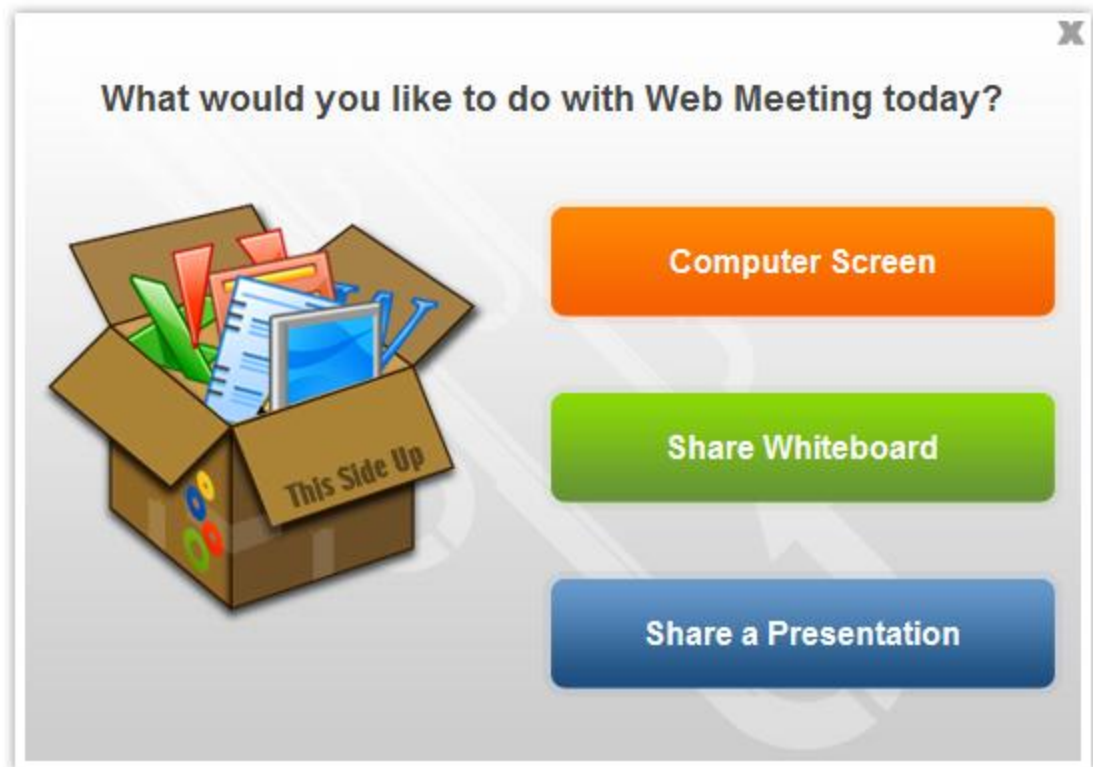 X
What would you like to do with Web Meeting today?
Computer Screen
Share Whiteboard
This Side Up
Share a Presentation